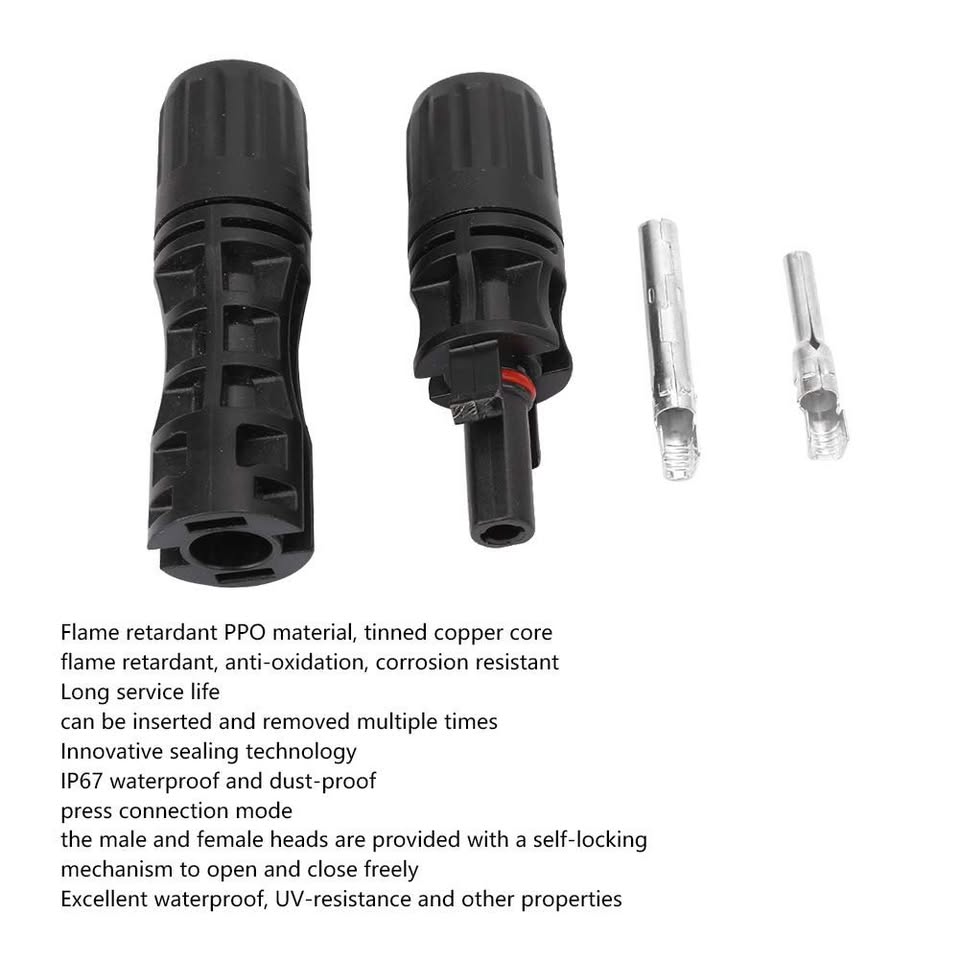 Flame retardant PPO material, tinned copper core
flame retardant, anti-oxidation, corrosion resistant
Long service life
can be inserted and removed multiple times
Innovative sealing technology
IP67 waterproof and dust-proof
press connection mode
the male and female heads are provided with a self-locking
mechanism to open and close freely
Excellent waterproof, UV-resistance and other properties